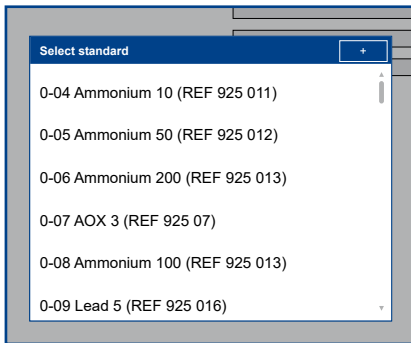 Select standard
+
0-04 Ammonium 10 (REF 925 011)
0-05 Ammonium 50 (REF 925 012)
0-06 Ammonium 200 (REF 925 013)
0-07 AOX 3 (REF 925 07)
0-08 Ammonium 100 (REF 925 013)
0-09 Lead 5 (REF 925 016)